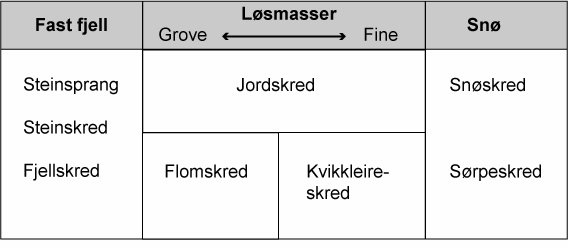 Fast fjell
Løsmasser
Grove Fine
Snø
Steinsprang
Steinskred
Fjellskred
Jordskred
Flomskred
Kvikkleire-
skred
Snøskred
Sørpeskred